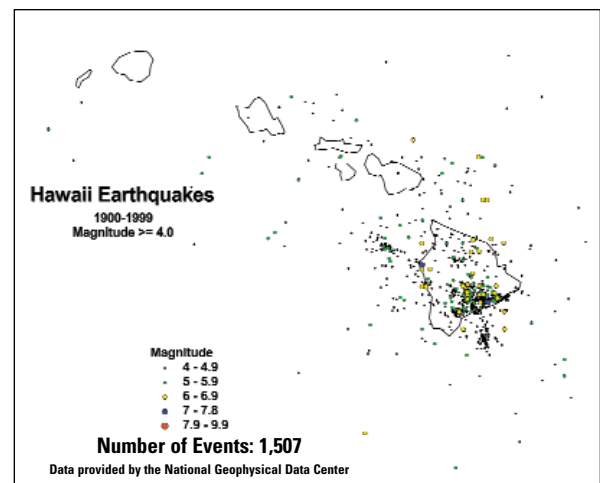 Hawaii Earthquakes
1900-1999
Magnitude >= 4.0
Magnitude
4 - 4.9
5 - 5.9
6 - 6.9
7 - 7.8
7.9 - 9.9
Number of Events: 1,507
Data provided by the National Geophysical Data Center